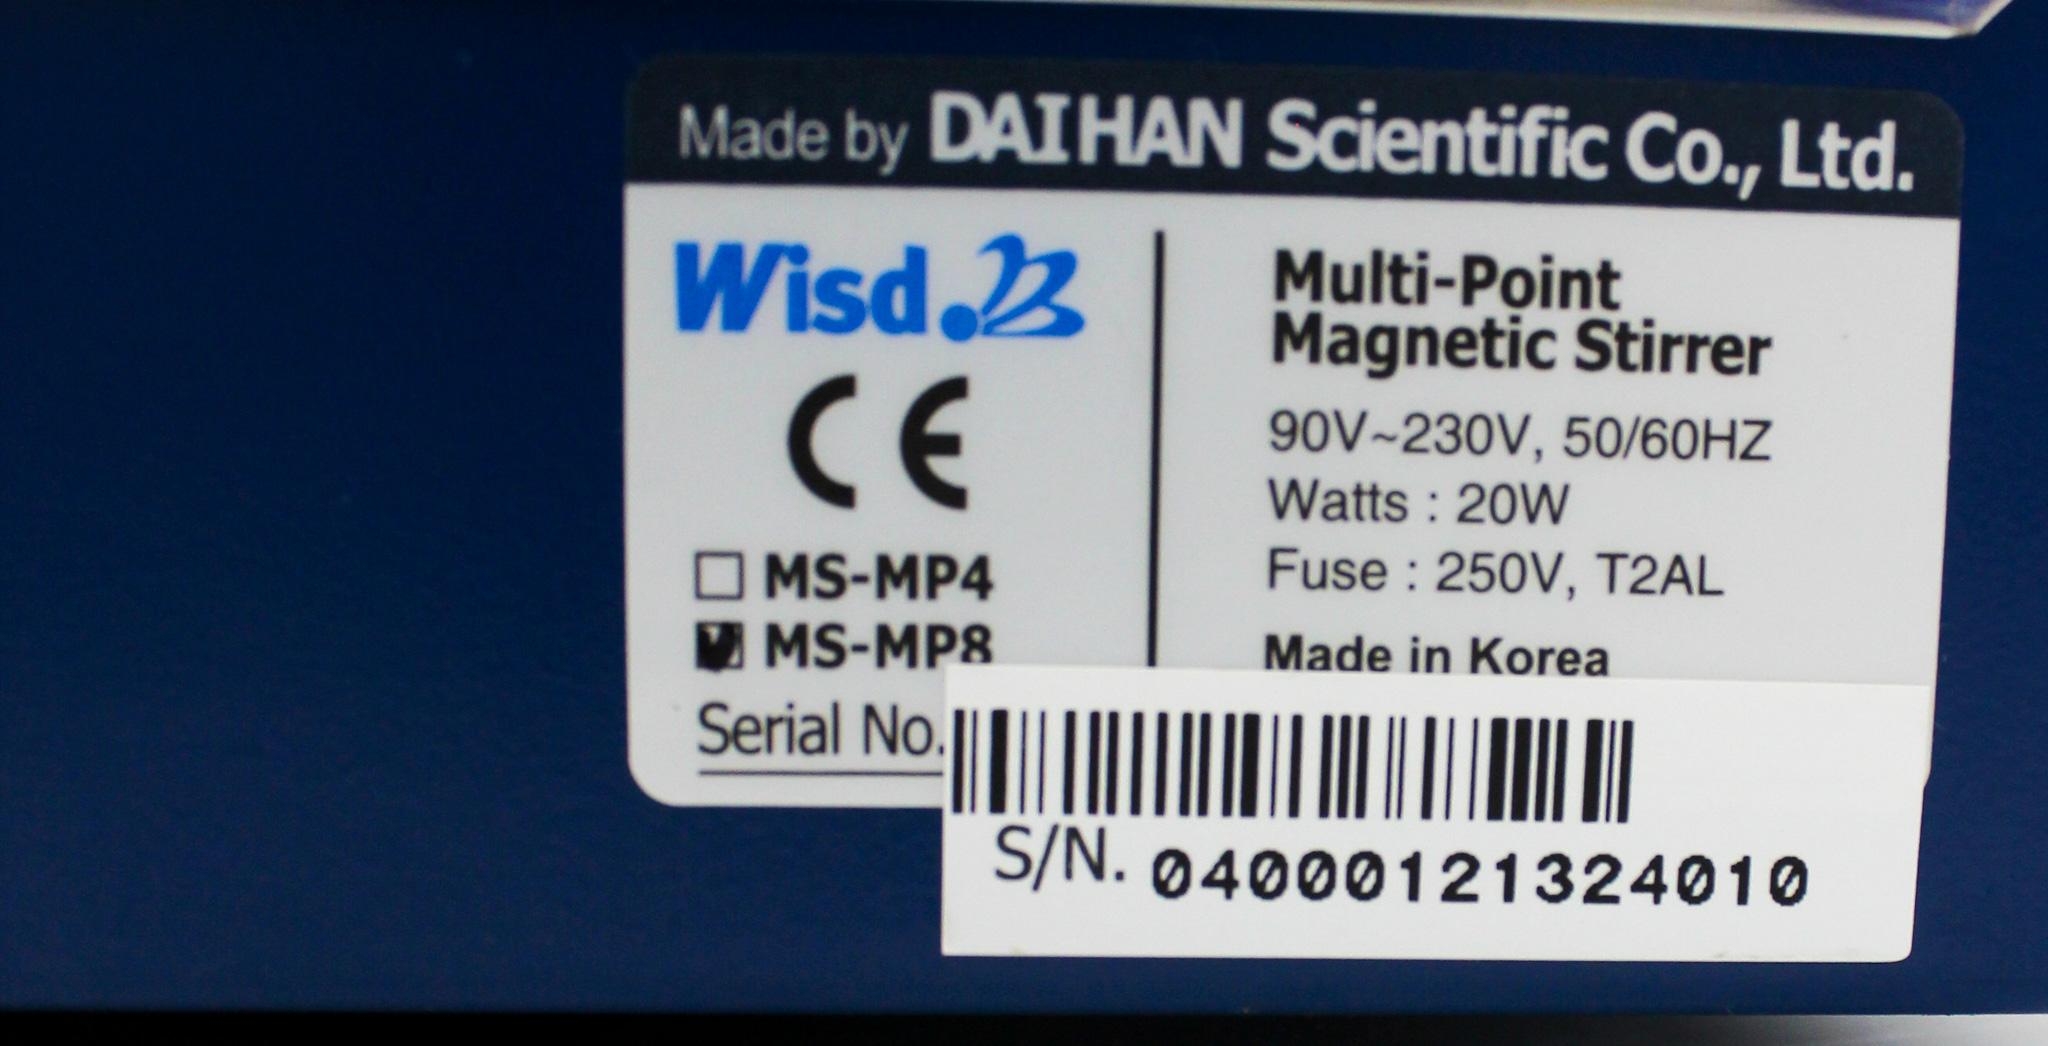 Made by DAIHAN Scientific Co., Ltd.
Wisd.
CE
MS-MP4
MS-MP8
Serial No.
Multi-Point
Magnetic Stirrer
90V~230V, 50/60HZ
Watts : 20W
Fuse : 250V, T2AL
Made in Korea
S/N. 04000121324010